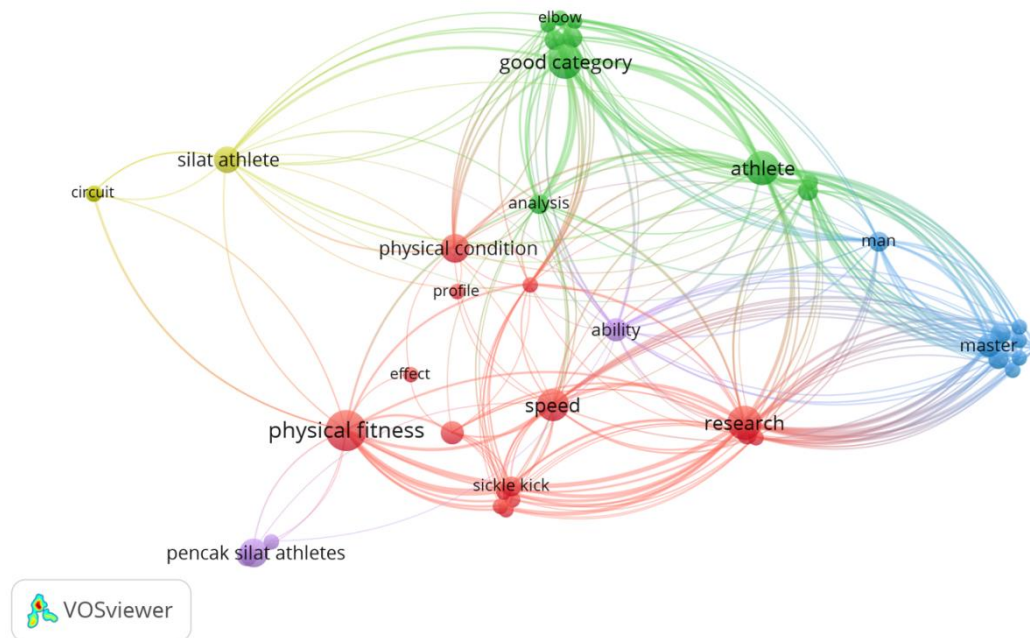 elbow
good category
silat athlete
athlete
circuit
analysis
man
physical condition
profile
ability
master
effect
speed
research
physical fitness
sickle kick
pencak silat athletes
VOSviewer